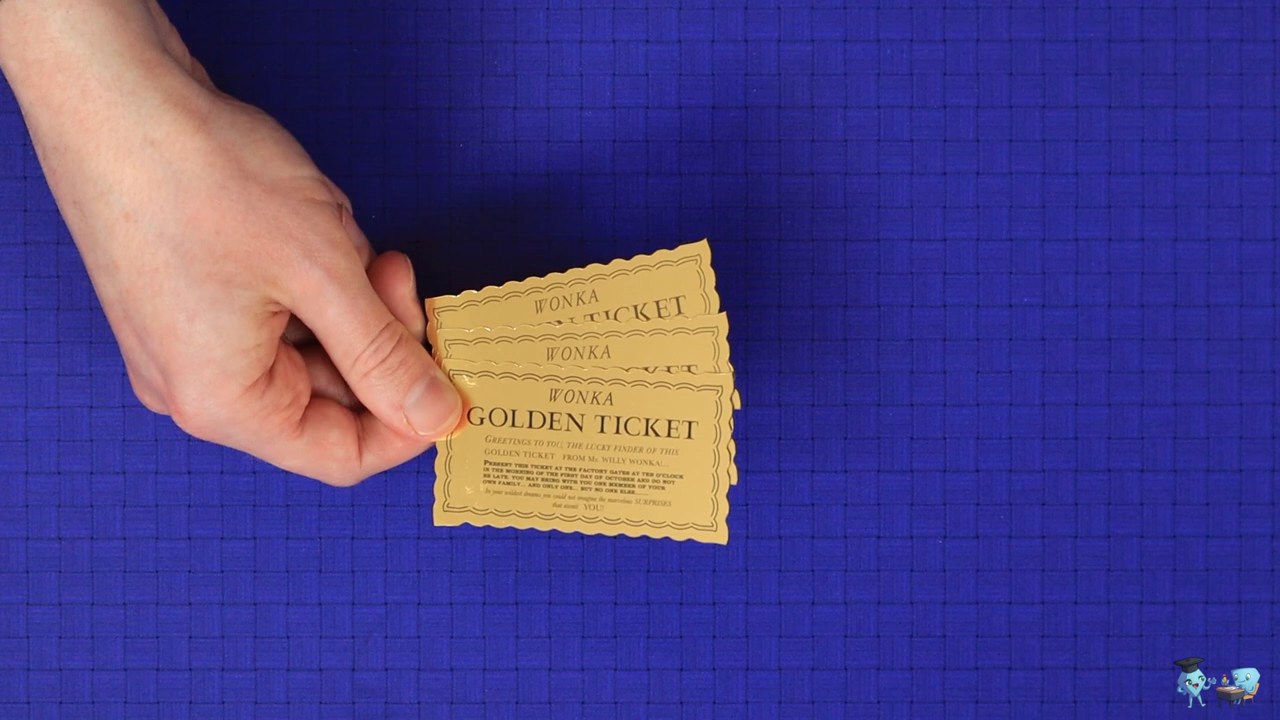 WONKA
TICKET
WONKA
WONKA
GOLDEN TICKET
GREETINGS TO YOU, THE LUCKY FINDER OF THIS
GOLDEN TICKET FROM MR. WILLY WONKA!...
PRESENT THIS TICKET AT THE FACTORY GATES AT TEN O'CLOCK
IN THE MORNING OF THE FIRST DAY OF OCTOBER AND DO NOT
BE LATE. YOU MAY BRING WITH YOU ONE MEMBER OF YOUR
OWN FAMILY... AND ONLY ONE... BUT NO ONE ELSE......
In your wildest dreams you could not imagine the marvelous SURPRISES
that await YOU!